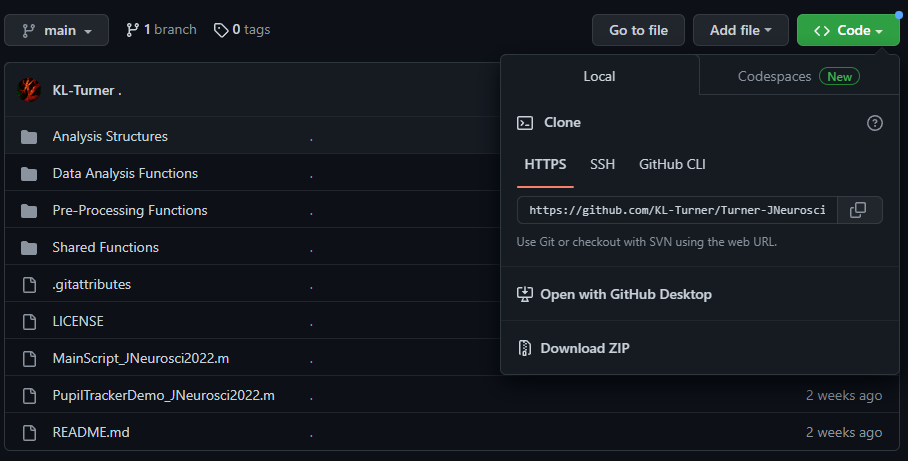 main 1 branch 0 tags Go to file Add file <> Code
Local Codespaces New
KL-Turner .
Clone
Analysis Structures .
HTTPS SSH GitHub CLI
Data Analysis Functions .
Pre-Processing Functions .
https://github.com/KL-Turner/Turner-JNeurosci
Shared Functions .
Use Git or checkout with SVN using the web URL.
.gitattributes .
Open with GitHub Desktop
LICENSE .
Download ZIP
MainScript_JNeurosci2022.m .
PupilTrackerDemo_JNeurosci2022.m . 2 weeks ago
README.md . 2 weeks ago